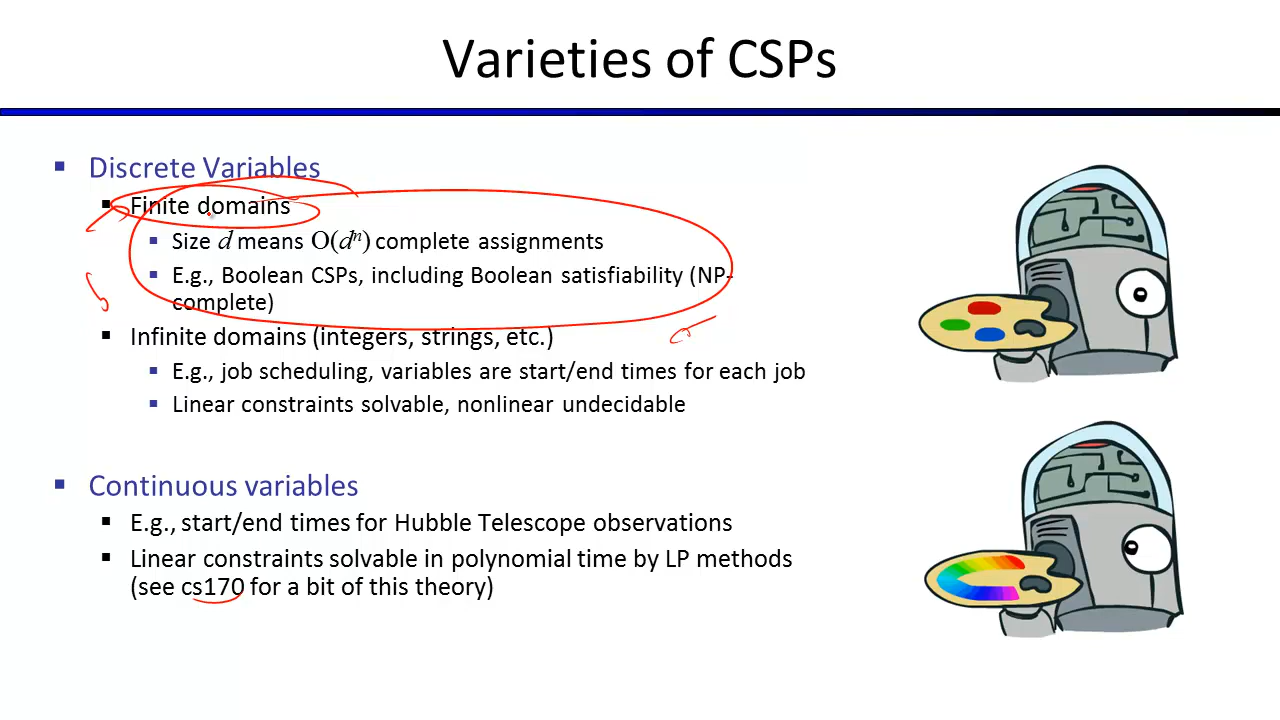 Varieties of CSPs
▪ Discrete Variables
▪ Finite domains
▪ Size d means O(dⁿ) complete assignments
▪ E.g., Boolean CSPs, including Boolean satisfiability (NP-
complete)
▪ Infinite domains (integers, strings, etc.)
▪ E.g., job scheduling, variables are start/end times for each job
▪ Linear constraints solvable, nonlinear undecidable
▪ Continuous variables
▪ E.g., start/end times for Hubble Telescope observations
▪ Linear constraints solvable in polynomial time by LP methods
(see cs170 for a bit of this theory)